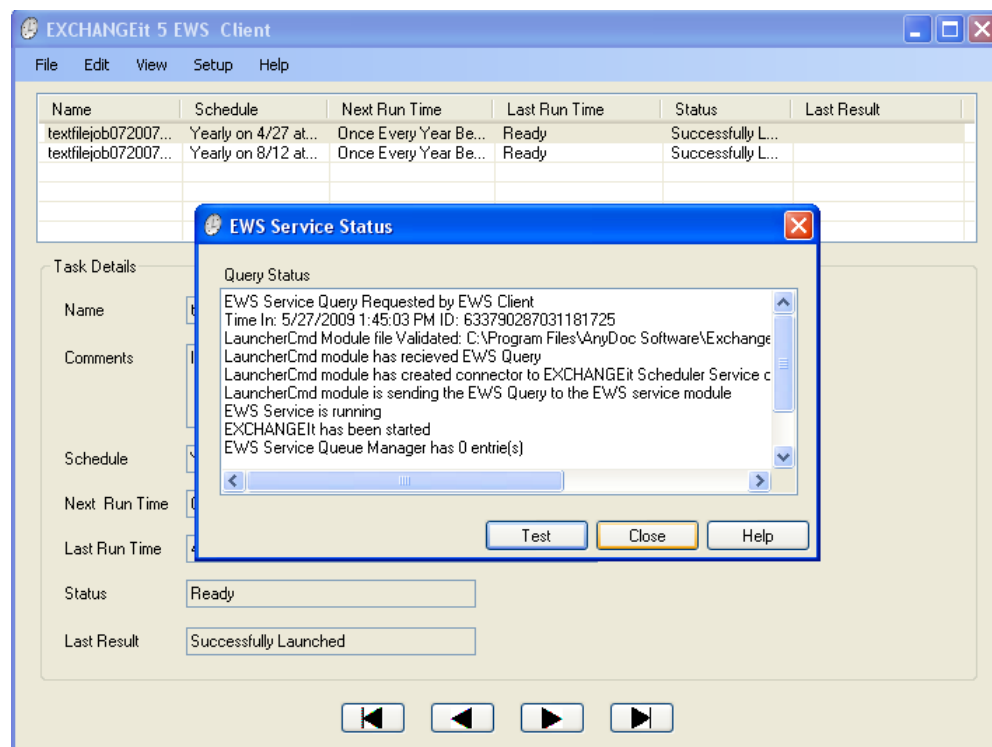 EXCHANGEit 5 EWS Client
File Edit View Setup Help
Name Schedule Next Run Time Last Run Time Status Last Result
textfilejob072007... Yearly on 4/27 at... Once Every Year Be... Ready Successfully L...
textfilejob072007... Yearly on 8/12 at... Once Every Year Be... Ready Successfully L...
EWS Service Status
Query Status
EWS Service Query Requested by EWS Client
Time In: 5/27/2009 1:45:03 PM ID: 633790287031181725
LauncherCmd Module file Validated: C:\Program Files\AnyDoc Software\Exchange
LauncherCmd module has recieved EWS Query
LauncherCmd module has created connector to EXCHANGEit Scheduler Service
LauncherCmd module is sending the EWS Query to the EWS service module
EWS Service is running
EXCHANGEIt has been started
EWS Service Queue Manager has 0 entrie(s)
Test Close Help
Task Details
Name
Comments
Schedule
Next Run Time
Last Run Time
Status Ready
Last Result Successfully Launched